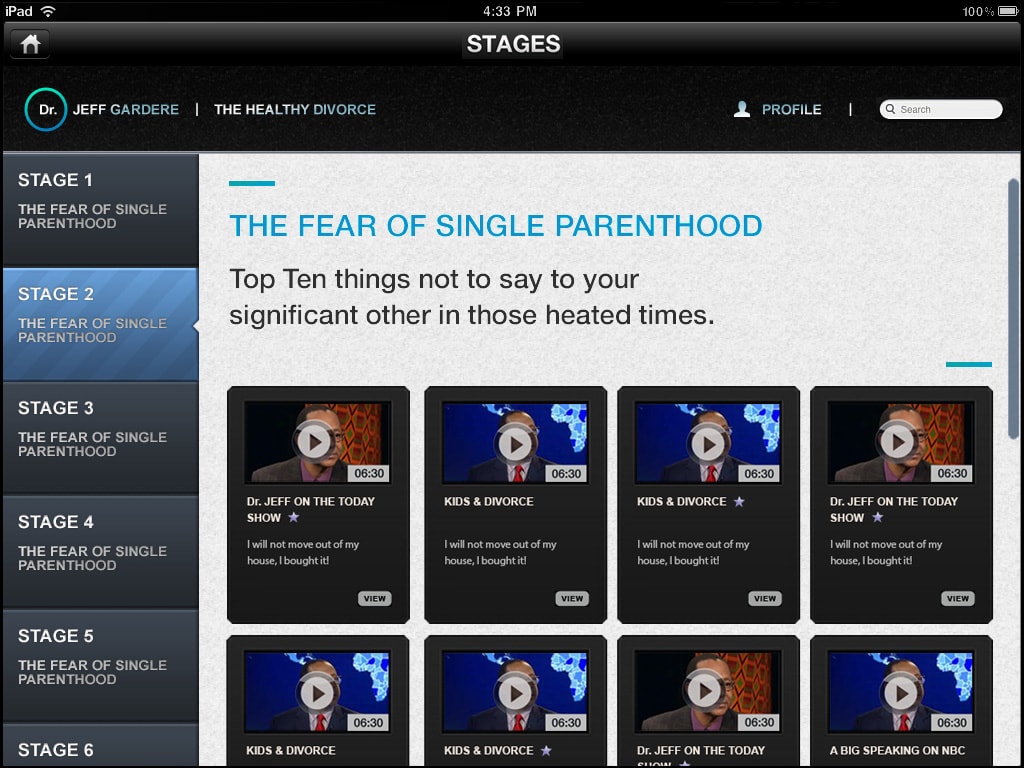 iPad 4:33 PM 100%
STAGES
Dr. JEFF GARDERE | THE HEALTHY DIVORCE PROFILE | Search
STAGE 1
THE FEAR OF SINGLE
PARENTHOOD
STAGE 2
THE FEAR OF SINGLE
PARENTHOOD
STAGE 3
THE FEAR OF SINGLE
PARENTHOOD
STAGE 4
THE FEAR OF SINGLE
PARENTHOOD
STAGE 5
THE FEAR OF SINGLE
PARENTHOOD
STAGE 6
THE FEAR OF SINGLE PARENTHOOD
Top Ten things not to say to your
significant other in those heated times.
06:30
Dr. JEFF ON THE TODAY
SHOW
I will not move out of my
house, I bought it!
VIEW
06:30
KIDS & DIVORCE
I will not move out of my
house, I bought it!
VIEW
06:30
KIDS & DIVORCE
I will not move out of my
house, I bought it!
VIEW
06:30
Dr. JEFF ON THE TODAY
SHOW
I will not move out of my
house, I bought it!
VIEW
06:30
KIDS & DIVORCE
06:30
KIDS & DIVORCE
06:30
Dr. JEFF ON THE TODAY
SHOW
06:30
A BIG SPEAKING ON NBC